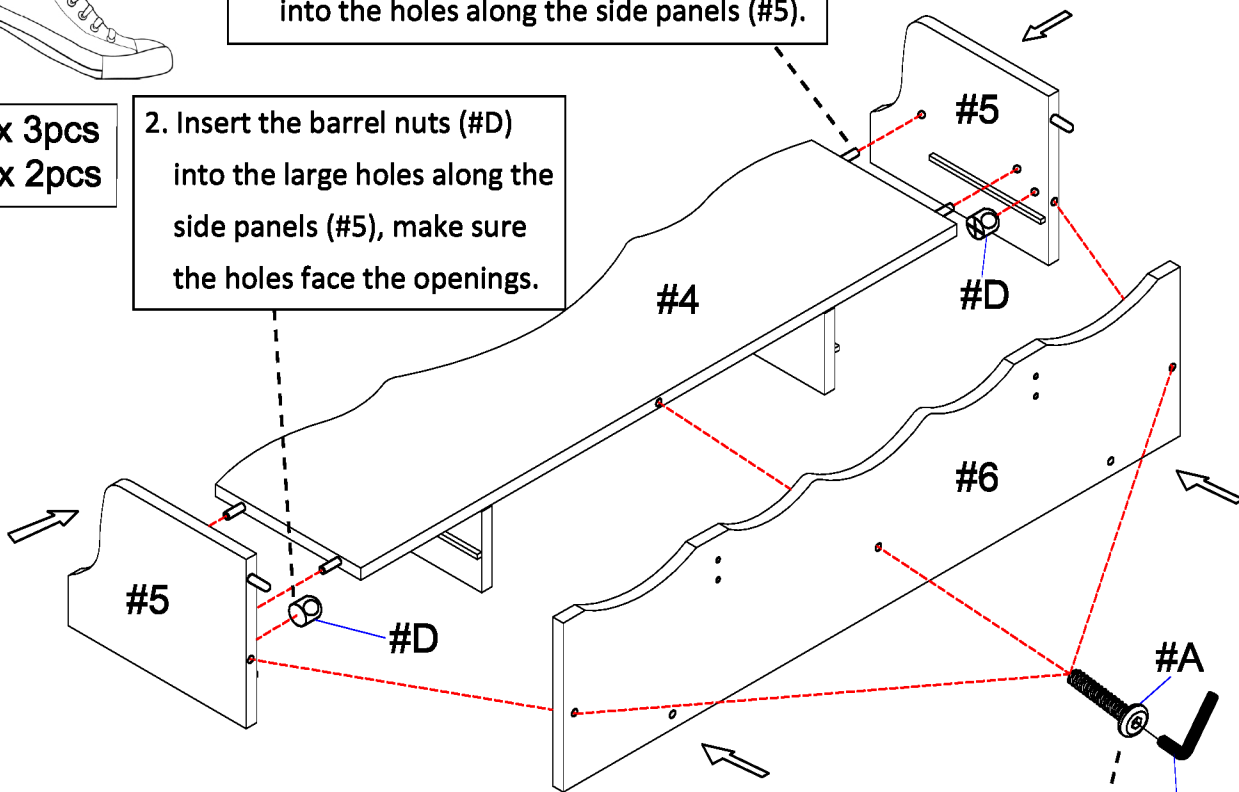 into the holes along the side panels (#5).
x 3pcs
x 2pcs
2. Insert the barrel nuts (#D)
into the large holes along the
side panels (#5), make sure
the holes face the openings.
#5
#D
#4
#6
#5
#D
#A